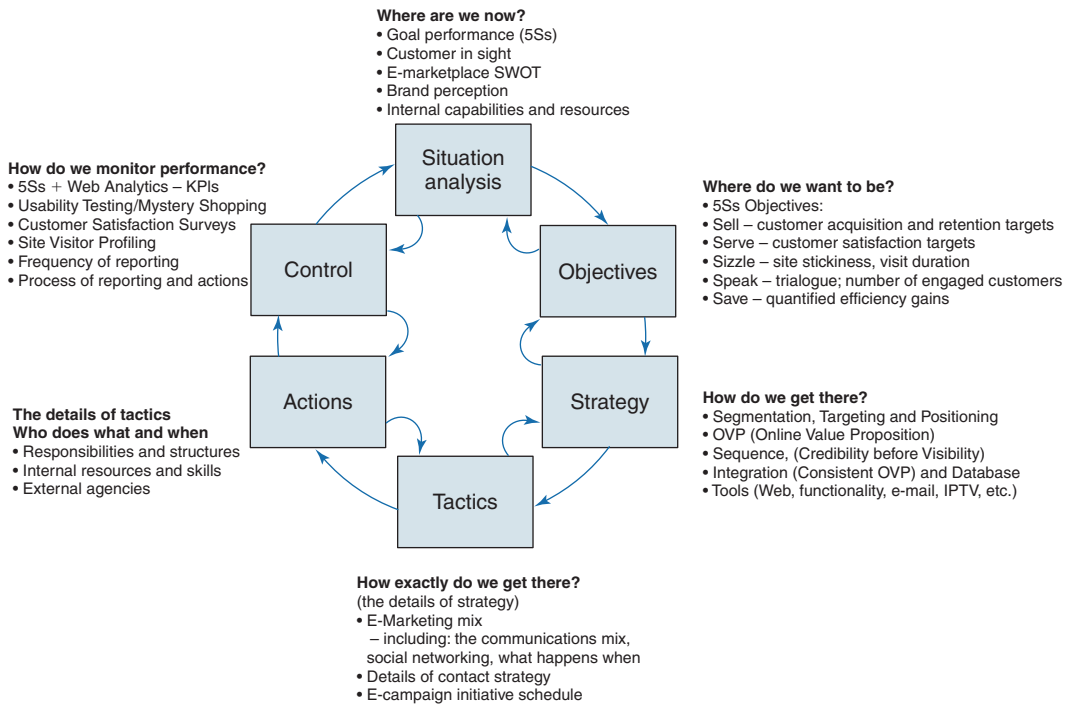 Where are we now?
• Goal performance (5Ss)
• Customer in sight
• E-marketplace SWOT
• Brand perception
• Internal capabilities and resources
Situation
analysis
How do we monitor performance?
• 5Ss + Web Analytics – KPIs
• Usability Testing/Mystery Shopping
• Customer Satisfaction Surveys
• Site Visitor Profiling
• Frequency of reporting
• Process of reporting and actions
Control
Where do we want to be?
• 5Ss Objectives:
• Sell – customer acquisition and retention targets
• Serve – customer satisfaction targets
• Sizzle – site stickiness, visit duration
• Speak – trialogue; number of engaged customers
• Save – quantified efficiency gains
Objectives
Actions
Strategy
The details of tactics
Who does what and when
• Responsibilities and structures
• Internal resources and skills
• External agencies
How do we get there?
• Segmentation, Targeting and Positioning
• OVP (Online Value Proposition)
• Sequence, (Credibility before Visibility)
• Integration (Consistent OVP) and Database
• Tools (Web, functionality, e-mail, IPTV, etc.)
Tactics
How exactly do we get there?
(the details of strategy)
• E-Marketing mix
– including: the communications mix,
social networking, what happens when
• Details of contact strategy
• E-campaign initiative schedule